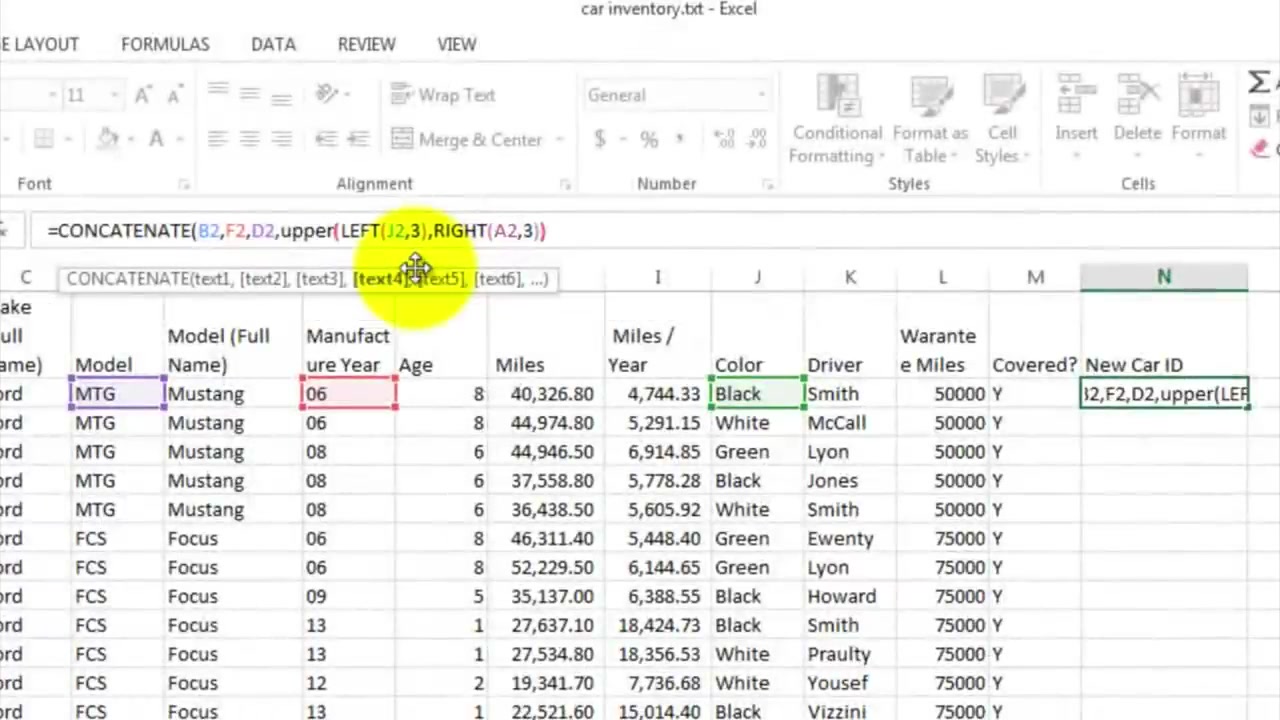 car inventory.txt - Excel
E LAYOUT FORMULAS DATA REVIEW VIEW
11 A A Wrap Text General
A Merge & Center $ % , Conditional Formatting Format as Table Cell Styles Insert Delete Format
Font Alignment Number Styles Cells
=CONCATENATE(B2,F2,D2,upper(LEFT(J2,3),RIGHT(A2,3))
CONCATENATE(text1, [text2], [text3], [text4], [text5], [text6], ...)
C I J K L M N
ake
ull Model (Full Manufact Miles / Warante
ame) Model Name) ure Year Age Miles Year Color Driver e Miles Covered? New Car ID
ord MTG Mustang 06 8 40,326.80 4,744.33 Black Smith 50000 Y B2,F2,D2,upper(LEF
ord MTG Mustang 06 8 44,974.80 5,291.15 White McCall 50000 Y
ord MTG Mustang 08 6 44,946.50 6,914.85 Green Lyon 50000 Y
ord MTG Mustang 08 6 37,558.80 5,778.28 Black Jones 50000 Y
ord MTG Mustang 08 6 36,438.50 5,605.92 White Smith 50000 Y
ord FCS Focus 06 8 46,311.40 5,448.40 Green Ewenty 75000 Y
ord FCS Focus 06 8 52,229.50 6,144.65 Green Lyon 75000 Y
ord FCS Focus 09 5 35,137.00 6,388.55 Black Howard 75000 Y
ord FCS Focus 13 1 27,637.10 18,424.73 Black Smith 75000 Y
ord FCS Focus 13 1 27,534.80 18,356.53 White Praulty 75000 Y
ord FCS Focus 12 2 19,341.70 7,736.68 White Yousef 75000 Y
ord FCS Focus 13 1 22,521.60 15,014.40 Black Vizzini 75000 Y